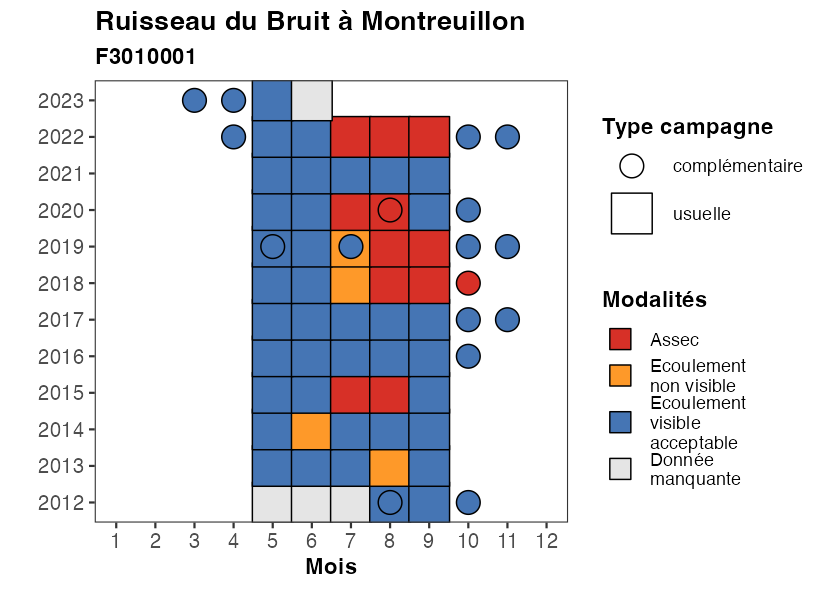 Ruisseau du Bruit à Montreuillon
F3010001
2023
2022
2021
2020
2019
2018
2017
2016
2015
2014
2013
2012
1 2 3 4 5 6 7 8 9 10 11 12
Mois
Type campagne
complémentaire
usuelle
Modalités
Assec
Ecoulement
non visible
Ecoulement
visible
acceptable
Donnée
manquante